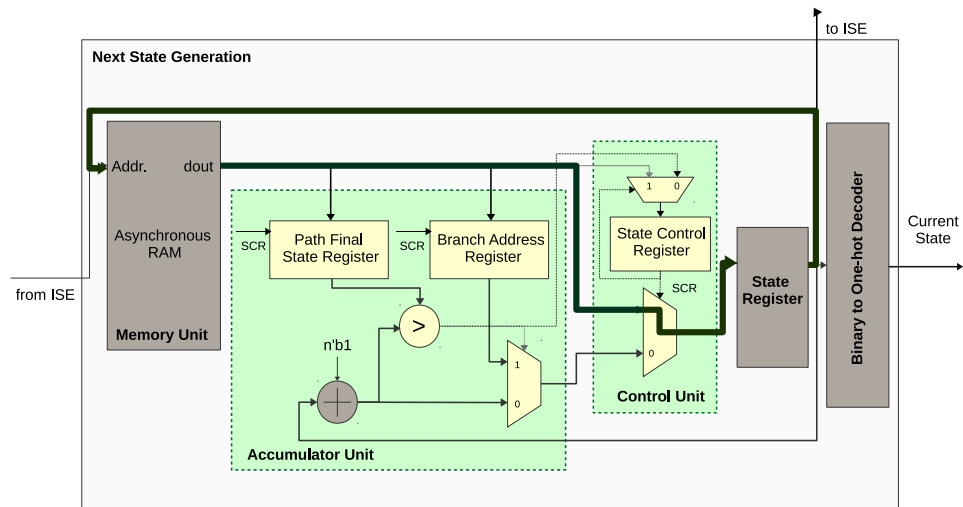 to ISE
Next State Generation
Addr.
dout
Asynchronous
RAM
Memory Unit
from ISE
SCR
Path Final
State Register
SCR
Branch Address
Register
>
n'b1
1
0
Accumulator Unit
1
0
State Control
Register
SCR
0
Control Unit
State
Register
Binary to One-hot Decoder
Current
State